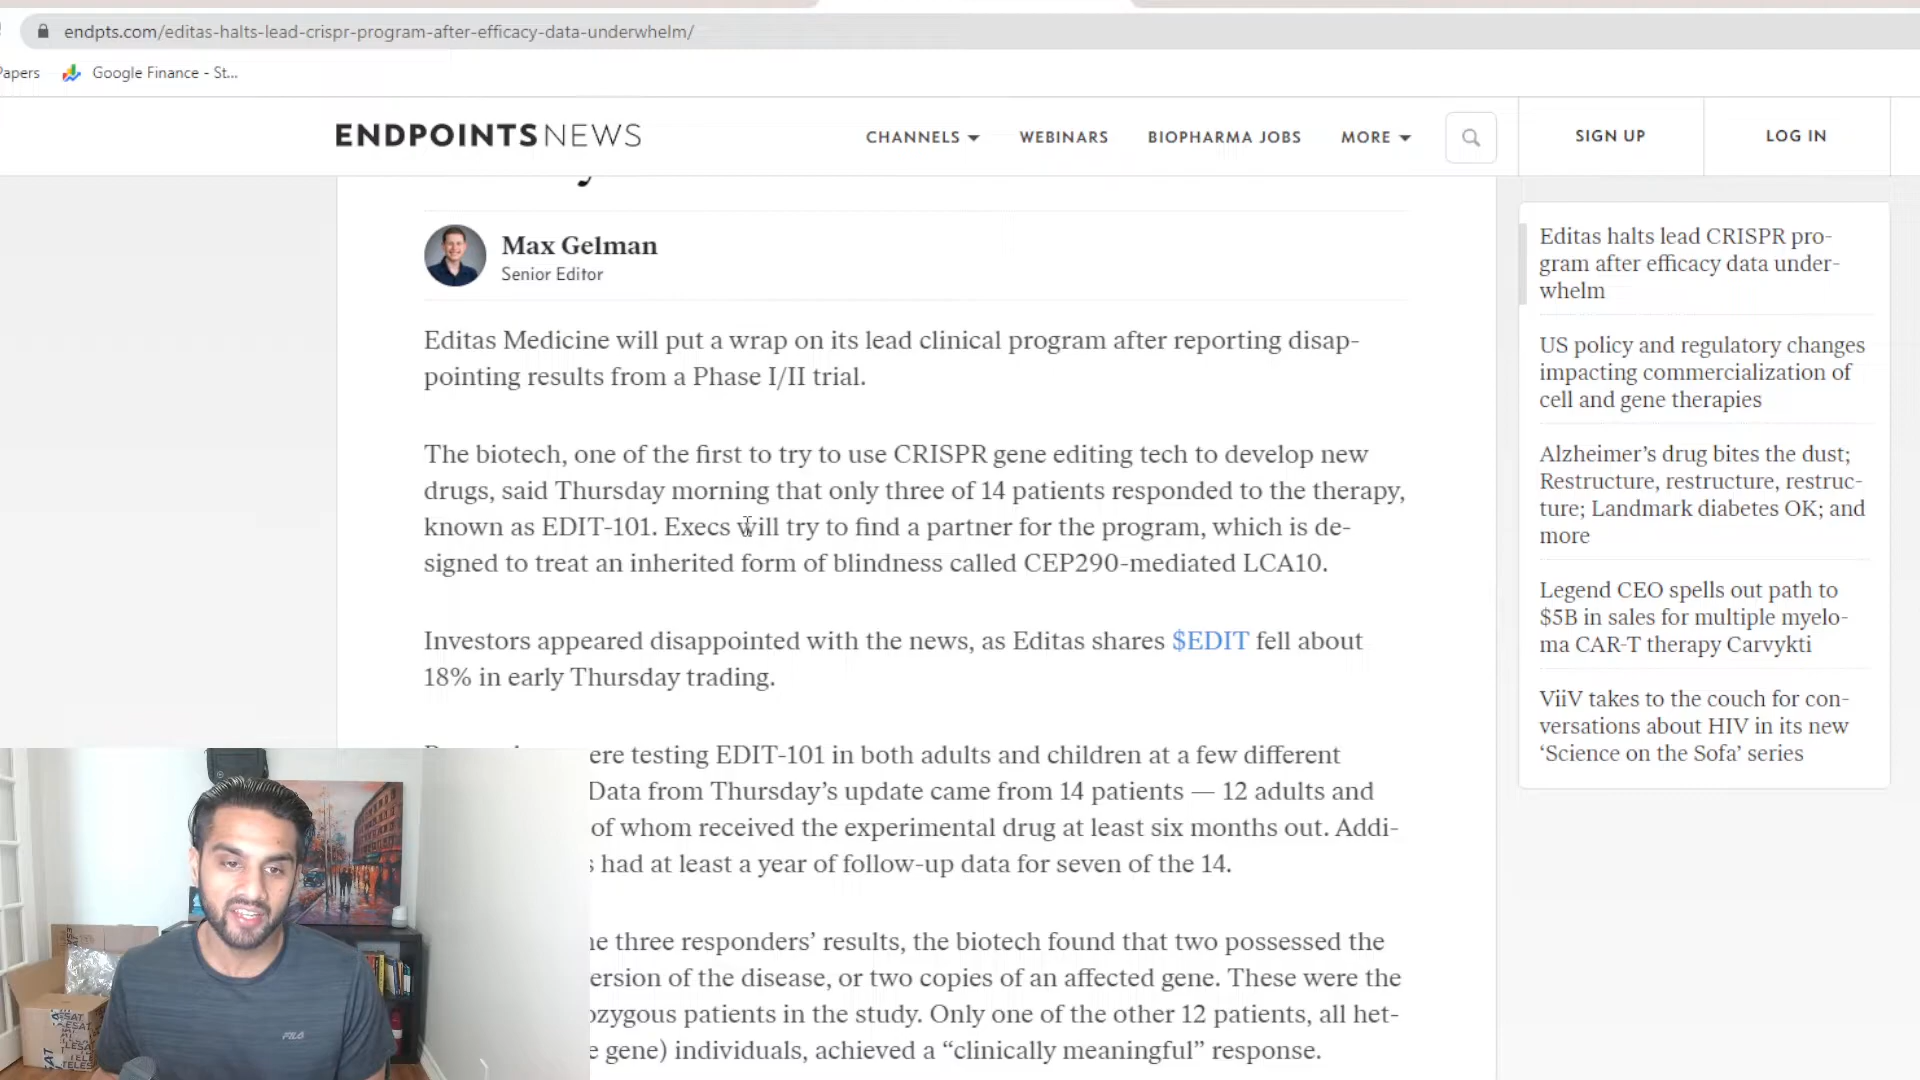 endpts.com/editas-halts-lead-crispr-program-after-efficacy-data-underwhelm/
Papers
Google Finance - St...
ENDPOINTS NEWS
CHANNELS
WEBINARS
BIOPHARMA JOBS
MORE
SIGN UP
LOG IN
Max Gelman
Senior Editor
Editas Medicine will put a wrap on its lead clinical program after reporting disap-
pointing results from a Phase I/II trial.
The biotech, one of the first to try to use CRISPR gene editing tech to develop new
drugs, said Thursday morning that only three of 14 patients responded to the therapy,
known as EDIT-101. Execs will try to find a partner for the program, which is de-
signed to treat an inherited form of blindness called CEP290-mediated LCA10.
Investors appeared disappointed with the news, as Editas shares $EDIT fell about
18% in early Thursday trading.
ere testing EDIT-101 in both adults and children at a few different
Data from Thursday's update came from 14 patients — 12 adults and
of whom received the experimental drug at least six months out. Addi-
s had at least a year of follow-up data for seven of the 14.
he three responders' results, the biotech found that two possessed the
ersion of the disease, or two copies of an affected gene. These were the
ozygous patients in the study. Only one of the other 12 patients, all het-
e gene) individuals, achieved a “clinically meaningful” response.
Editas halts lead CRISPR pro-
gram after efficacy data under-
whelm
US policy and regulatory changes
impacting commercialization of
cell and gene therapies
Alzheimer's drug bites the dust;
Restructure, restructure, restruc-
ture; Landmark diabetes OK; and
more
Legend CEO spells out path to
$5B in sales for multiple myelo-
ma CAR-T therapy Carvykti
ViiV takes to the couch for con-
versations about HIV in its new
‘Science on the Sofa’ series
FILA